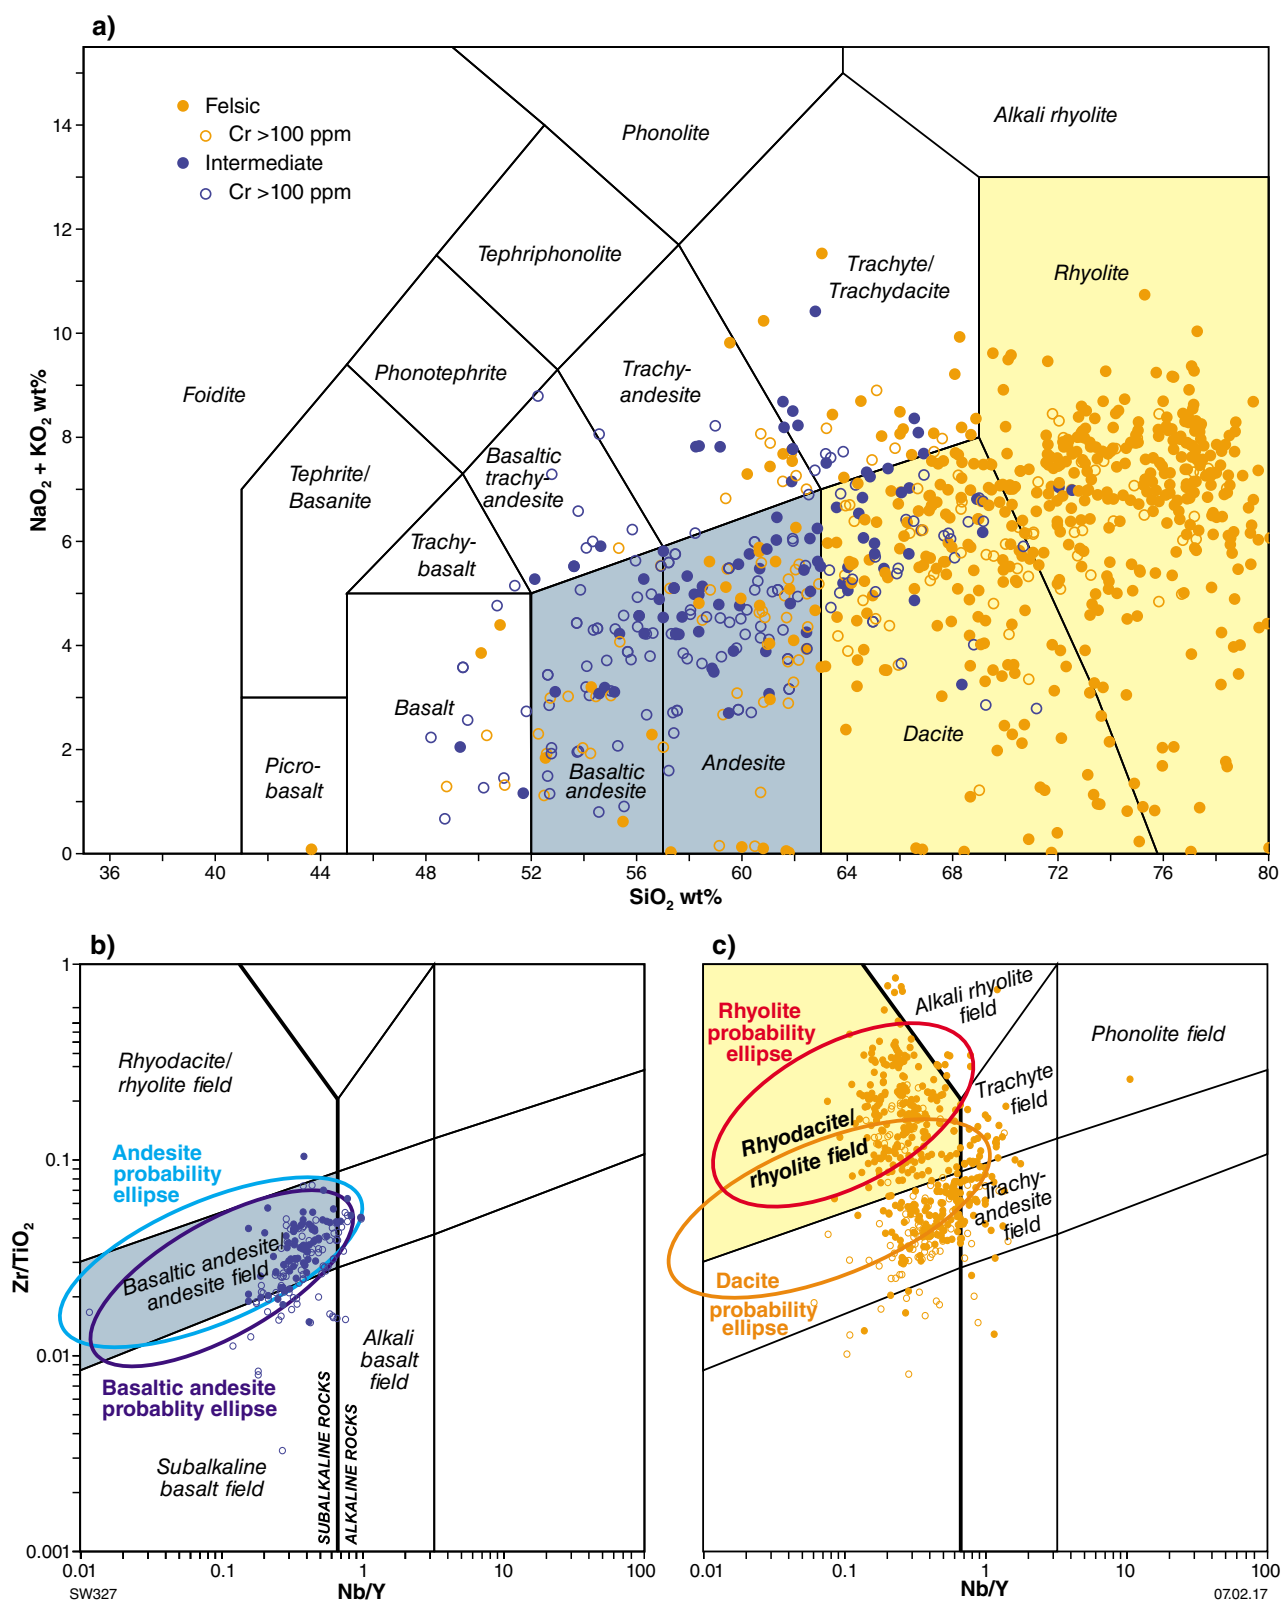 a)
Felsic
Cr >100 ppm
Intermediate
Cr >100 ppm
Phonolite
Alkali rhyolite
Tephriphonolite
Trachyte/
Trachydacite
Rhyolite
Foidite
Phonotephrite
Trachy-
andesite
Tephrite/
Basanite
Basaltic
trachy-
andesite
Trachy-
basalt
Basalt
Picro-
basalt
Basaltic
andesite
Andesite
Dacite
14
12
10
8
6
4
2
0
NaO2 + KO2 wt%
36 40 44 48 52 56 60 64 68 72 76 80
SiO2 wt%
b)
Rhyodacite/
rhyolite field
Andesite
probability
ellipse
Basaltic andesite/
andesite field
Basaltic andesite
probablity ellipse
Subalkaline
basalt field
Alkali
basalt
field
SUBALKALINE ROCKS
ALKALINE ROCKS
1
0.1
0.01
0.001
Zr/TiO2
0.01 0.1 1 10 100
Nb/Y
SW327
c)
Rhyolite
probability
ellipse
Alkali rhyolite
field
Phonolite field
Trachyte
field
Rhyodacite/
rhyolite field
Trachy-
andesite
field
Dacite
probability
ellipse
0.01 0.1 1 10 100
Nb/Y
07.02.17